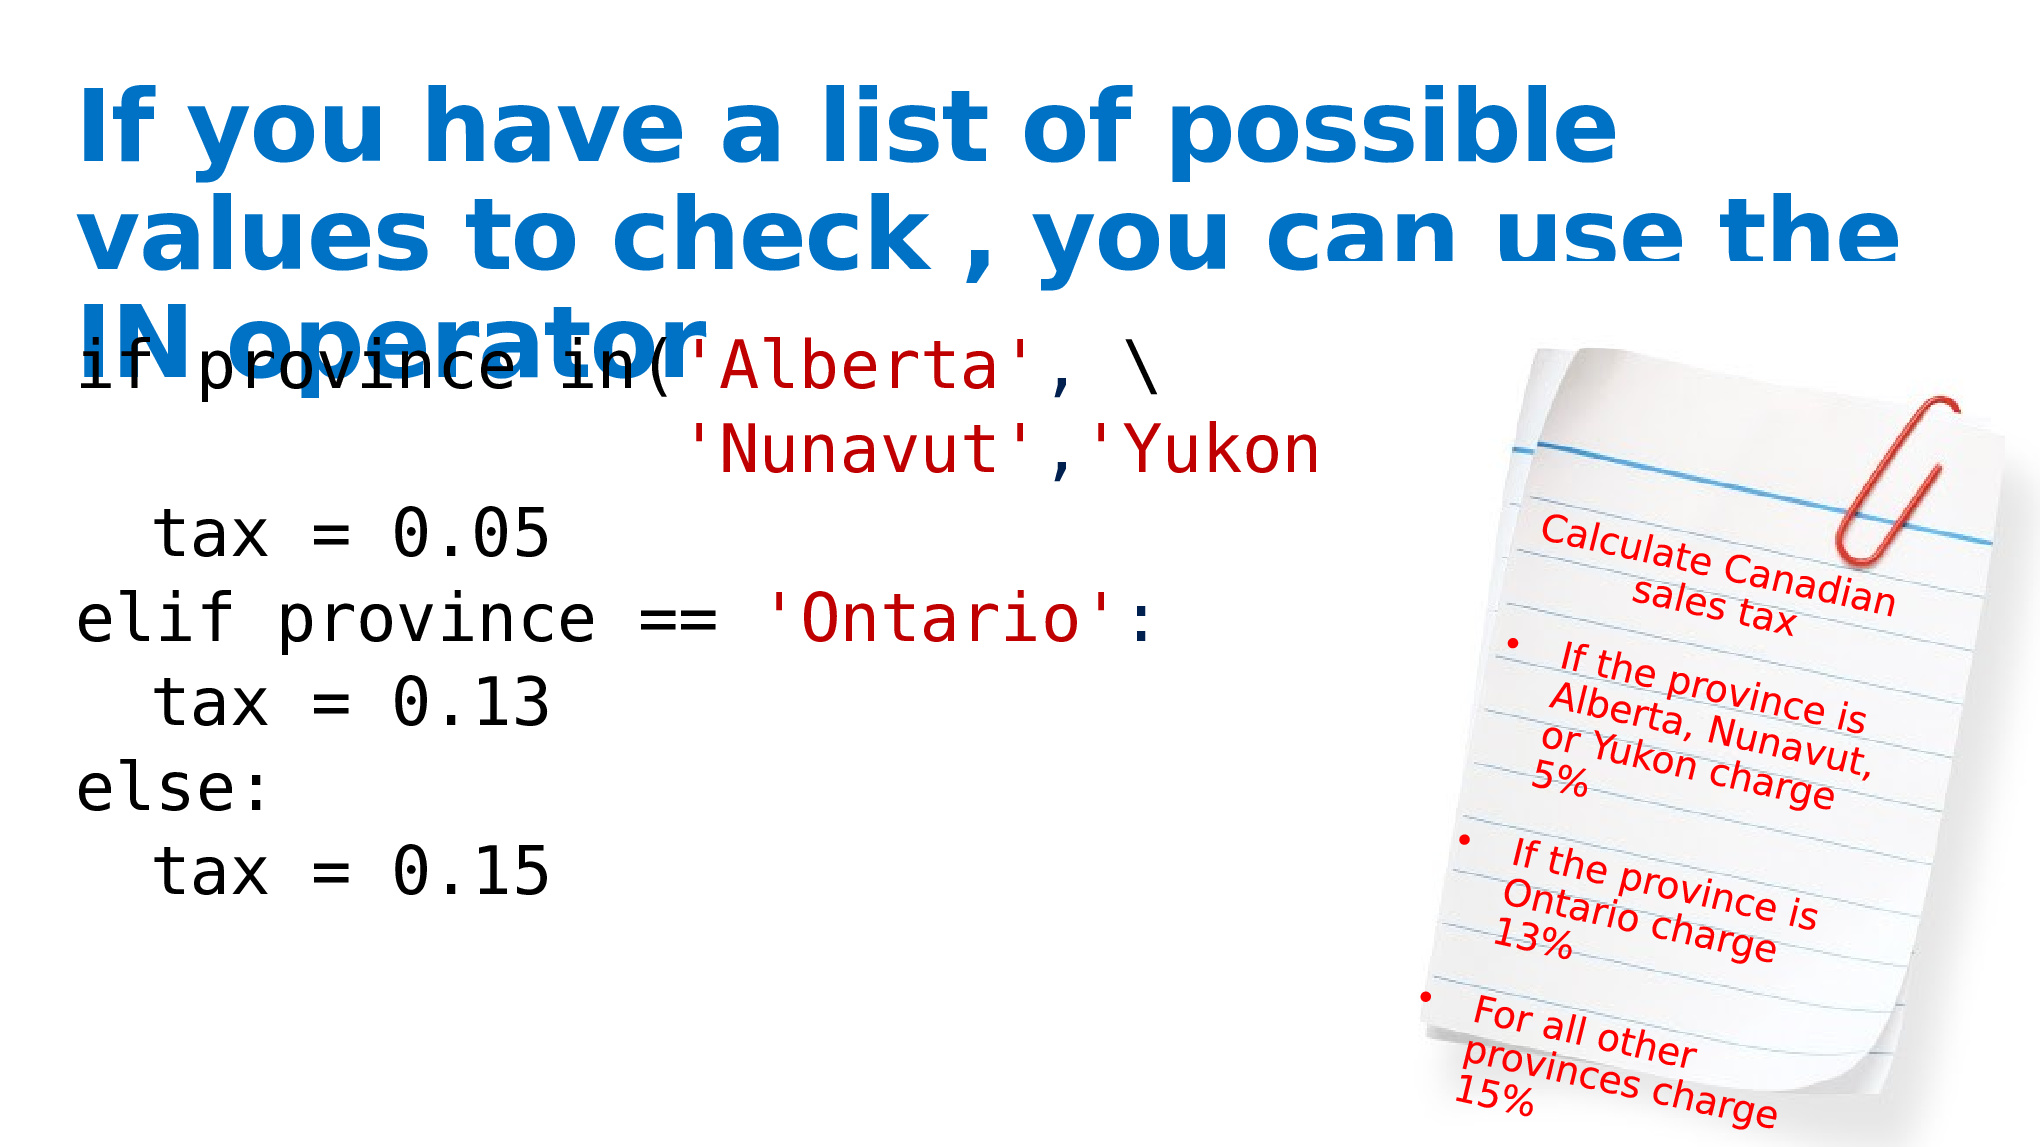 If you have a list of possible
values to check , you can use the
IN operator
if province in('Alberta', \
'Nunavut','Yukon
tax = 0.05
elif province == 'Ontario':
tax = 0.13
else:
tax = 0.15
Calculate Canadian
sales tax
• If the province is
Alberta, Nunavut,
or Yukon charge
5%
• If the province is
Ontario charge
13%
• For all other
provinces charge
15%